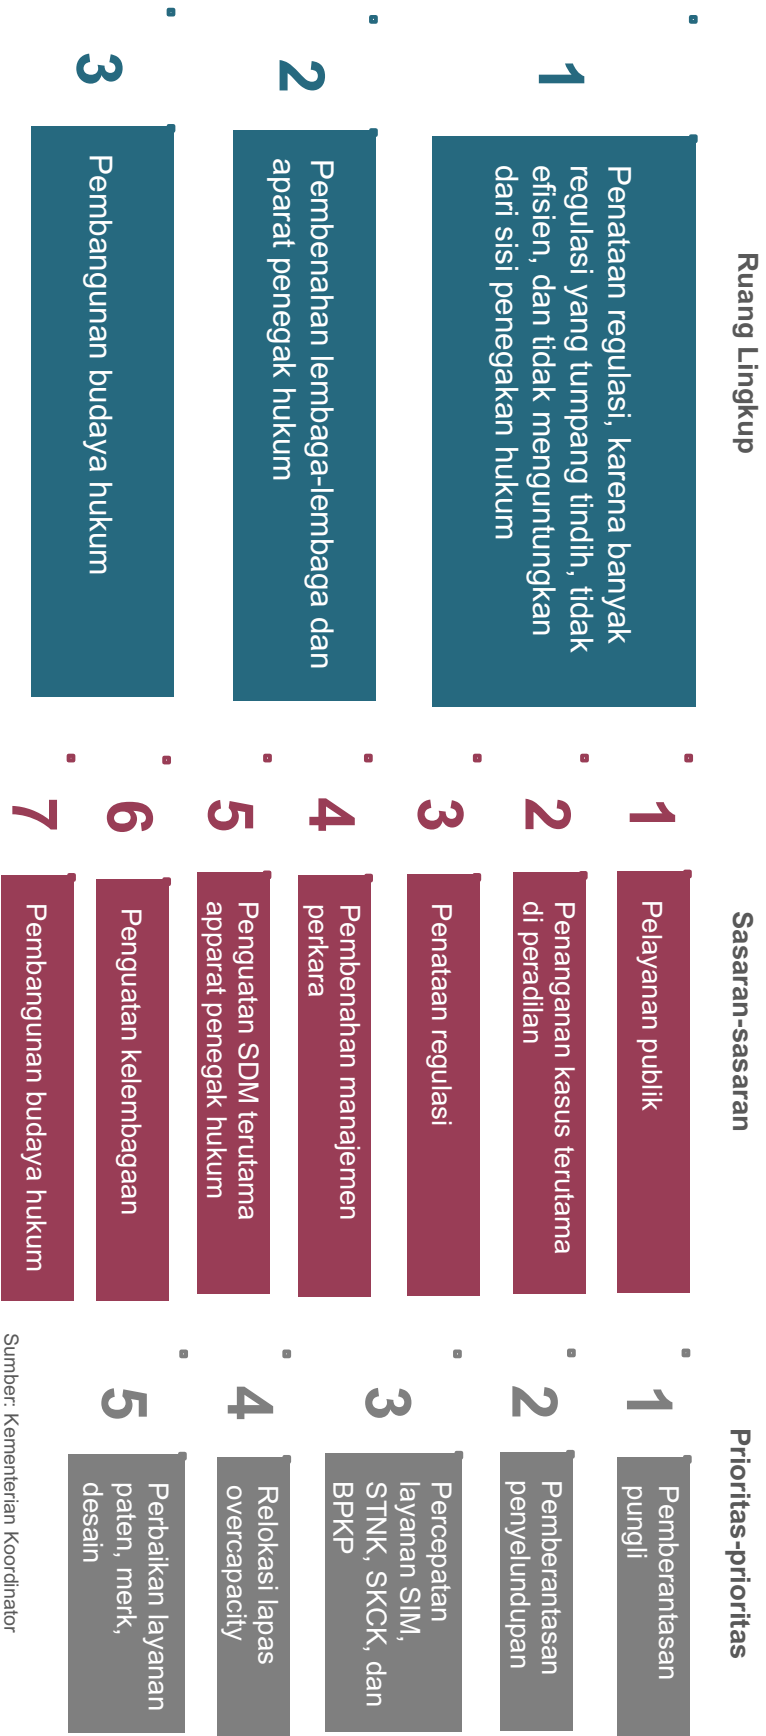 Ruang Lingkup
1
Penataan regulasi, karena banyak
regulasi yang tumpang tindih, tidak
efisien, dan tidak menguntungkan
dari sisi penegakan hukum
2
Pembenahan lembaga-lembaga dan
aparat penegak hukum
3
Pembangunan budaya hukum
Sasaran-sasaran
1
Pelayanan publik
2
Penanganan kasus terutama
di peradilan
3
Penataan regulasi
4
Pembenahan manajemen
perkara
5
Penguatan SDM terutama
apparat penegak hukum
6
Penguatan kelembagaan
7
Pembangunan budaya hukum
Prioritas-prioritas
1
Pemberantasan
pungli
2
Pemberantasan
penyelundupan
3
Percepatan
layanan SIM,
STNK, SKCK, dan
BPKP
4
Relokasi lapas
overcapacity
5
Perbaikan layanan
paten, merk,
desain
Sumber: Kementerian Koordinator